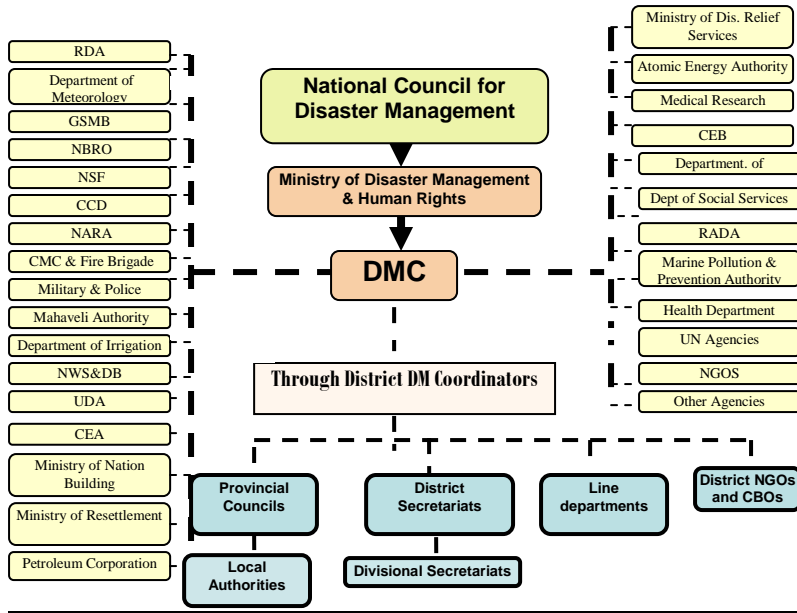 RDA
Department of
Meteorology
GSMB
NBRO
NSF
CCD
NARA
CMC & Fire Brigade
Military & Police
Mahaveli Authority
Department of Irrigation
NWS&DB
UDA
CEA
Ministry of Nation
Building
Ministry of Resettlement
Petroleum Corporation
National Council for
Disaster Management
Ministry of Disaster Management
& Human Rights
DMC
Through District DM Coordinators
Provincial
Councils
Local
Authorities
District
Secretariats
Divisional Secretariats
Line
departments
District NGOs
and CBOs
Ministry of Dis. Relief
Services
Atomic Energy Authority
Medical Research
CEB
Department. of
Dept of Social Services
RADA
Marine Pollution &
Prevention Authority
Health Department
UN Agencies
NGOS
Other Agencies